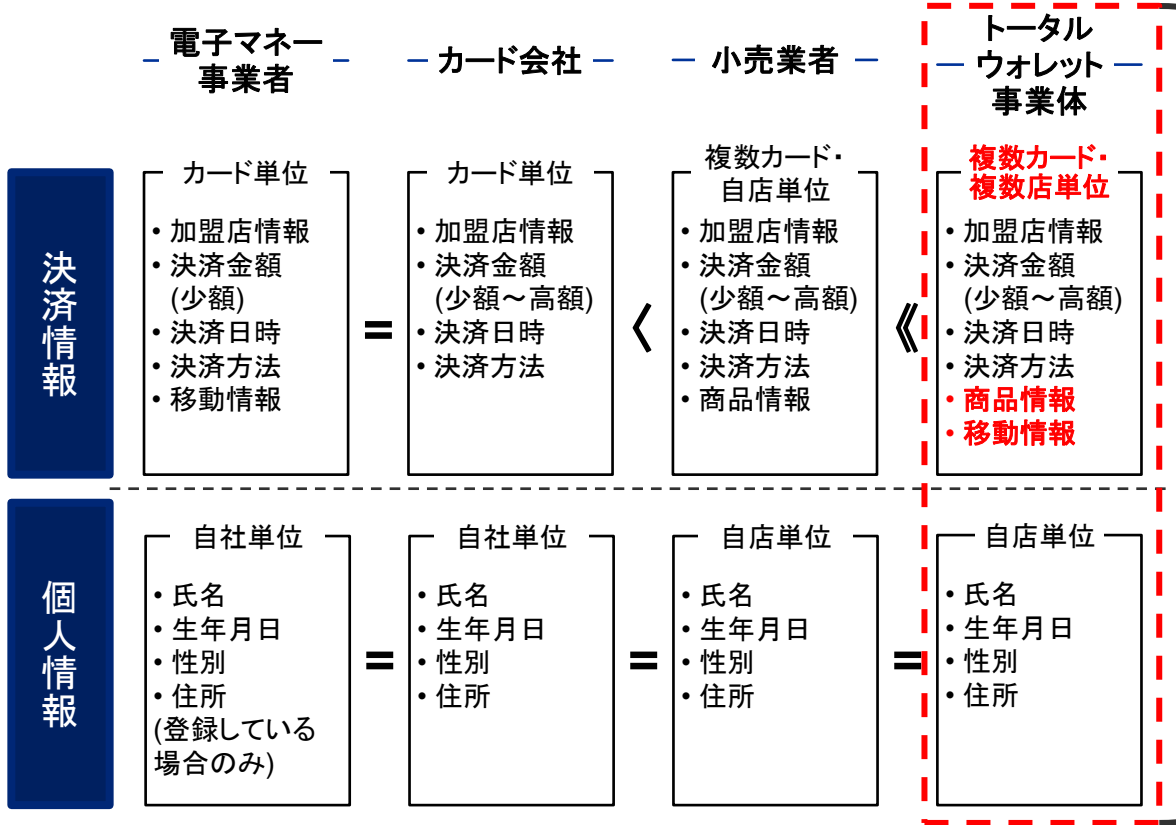 電子マネー
事業者
カード会社
小売業者
トータル
ウォレット
事業体
決済情報
カード単位
・加盟店情報
・決済金額
(少額)
・決済日時
・決済方法
・移動情報
=
カード単位
・加盟店情報
・決済金額
(少額～高額)
・決済日時
・決済方法
<
複数カード・
自店単位
・加盟店情報
・決済金額
(少額～高額)
・決済日時
・決済方法
・商品情報
≪
複数カード・
複数店単位
・加盟店情報
・決済金額
(少額～高額)
・決済日時
・決済方法
・商品情報
・移動情報
個人情報
自社単位
・氏名
・生年月日
・性別
・住所
(登録している
場合のみ)
=
自社単位
・氏名
・生年月日
・性別
・住所
=
自店単位
・氏名
・生年月日
・性別
・住所
=
自店単位
・氏名
・生年月日
・性別
・住所